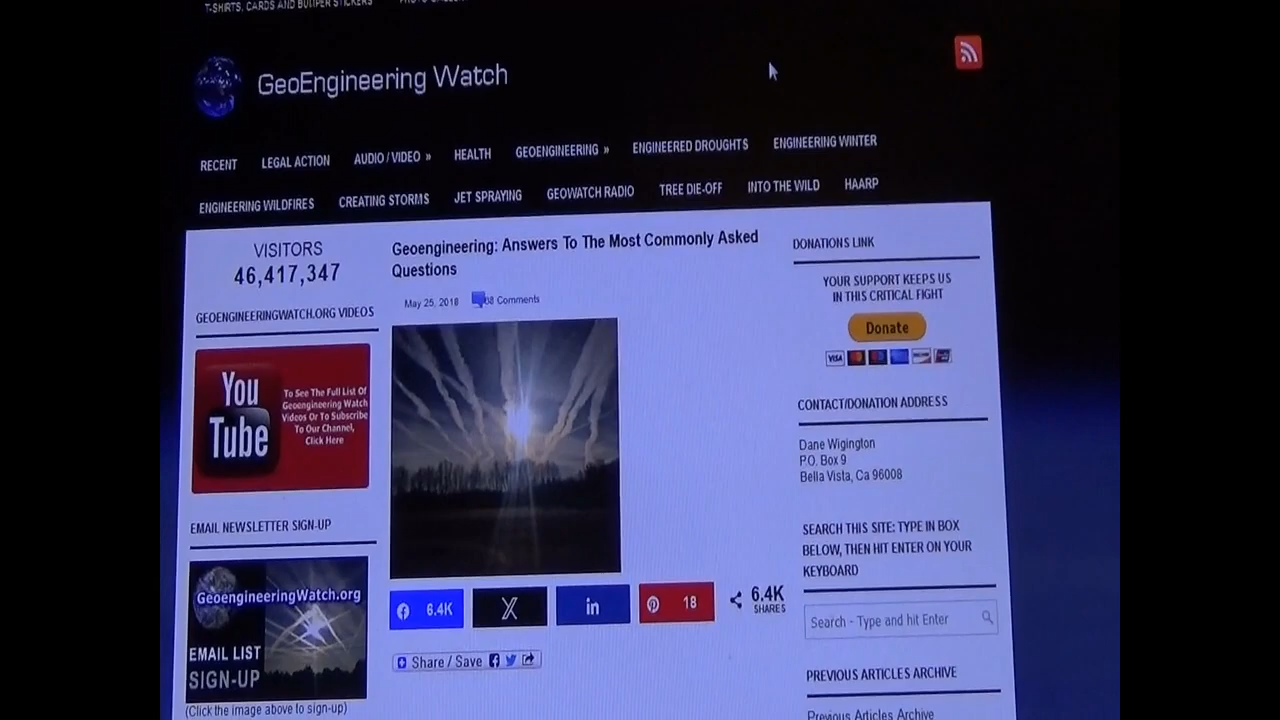 T-SHIRTS, CARDS AND BUMPER STICKERS
GeoEngineering Watch
RECENT LEGAL ACTION AUDIO / VIDEO » HEALTH GEOENGINEERING » ENGINEERED DROUGHTS ENGINEERING WINTER
ENGINEERING WILDFIRES CREATING STORMS JET SPRAYING GEOWATCH RADIO TREE DIE-OFF INTO THE WILD HAARP
VISITORS
46,417,347
GEOENGINEERINGWATCH.ORG VIDEOS
You
Tube
To See The Full List Of
Geoengineering Watch
Videos Or To Subscribe
To Our Channel,
Click Here
EMAIL NEWSLETTER SIGN-UP
GeoengineeringWatch.org
EMAIL LIST
SIGN-UP
(Click the image above to sign-up)
Geoengineering: Answers To The Most Commonly Asked
Questions
May 25, 2018 Comments
6.4K
X
in
18
6.4K
SHARES
Share / Save
DONATIONS LINK
YOUR SUPPORT KEEPS US
IN THIS CRITICAL FIGHT
Donate
VISA
CONTACT/DONATION ADDRESS
Dane Wigington
P.O. Box 9
Bella Vista, Ca 96008
SEARCH THIS SITE: TYPE IN BOX
BELOW, THEN HIT ENTER ON YOUR
KEYBOARD
Search - Type and hit Enter
PREVIOUS ARTICLES ARCHIVE
Previous Articles Archive